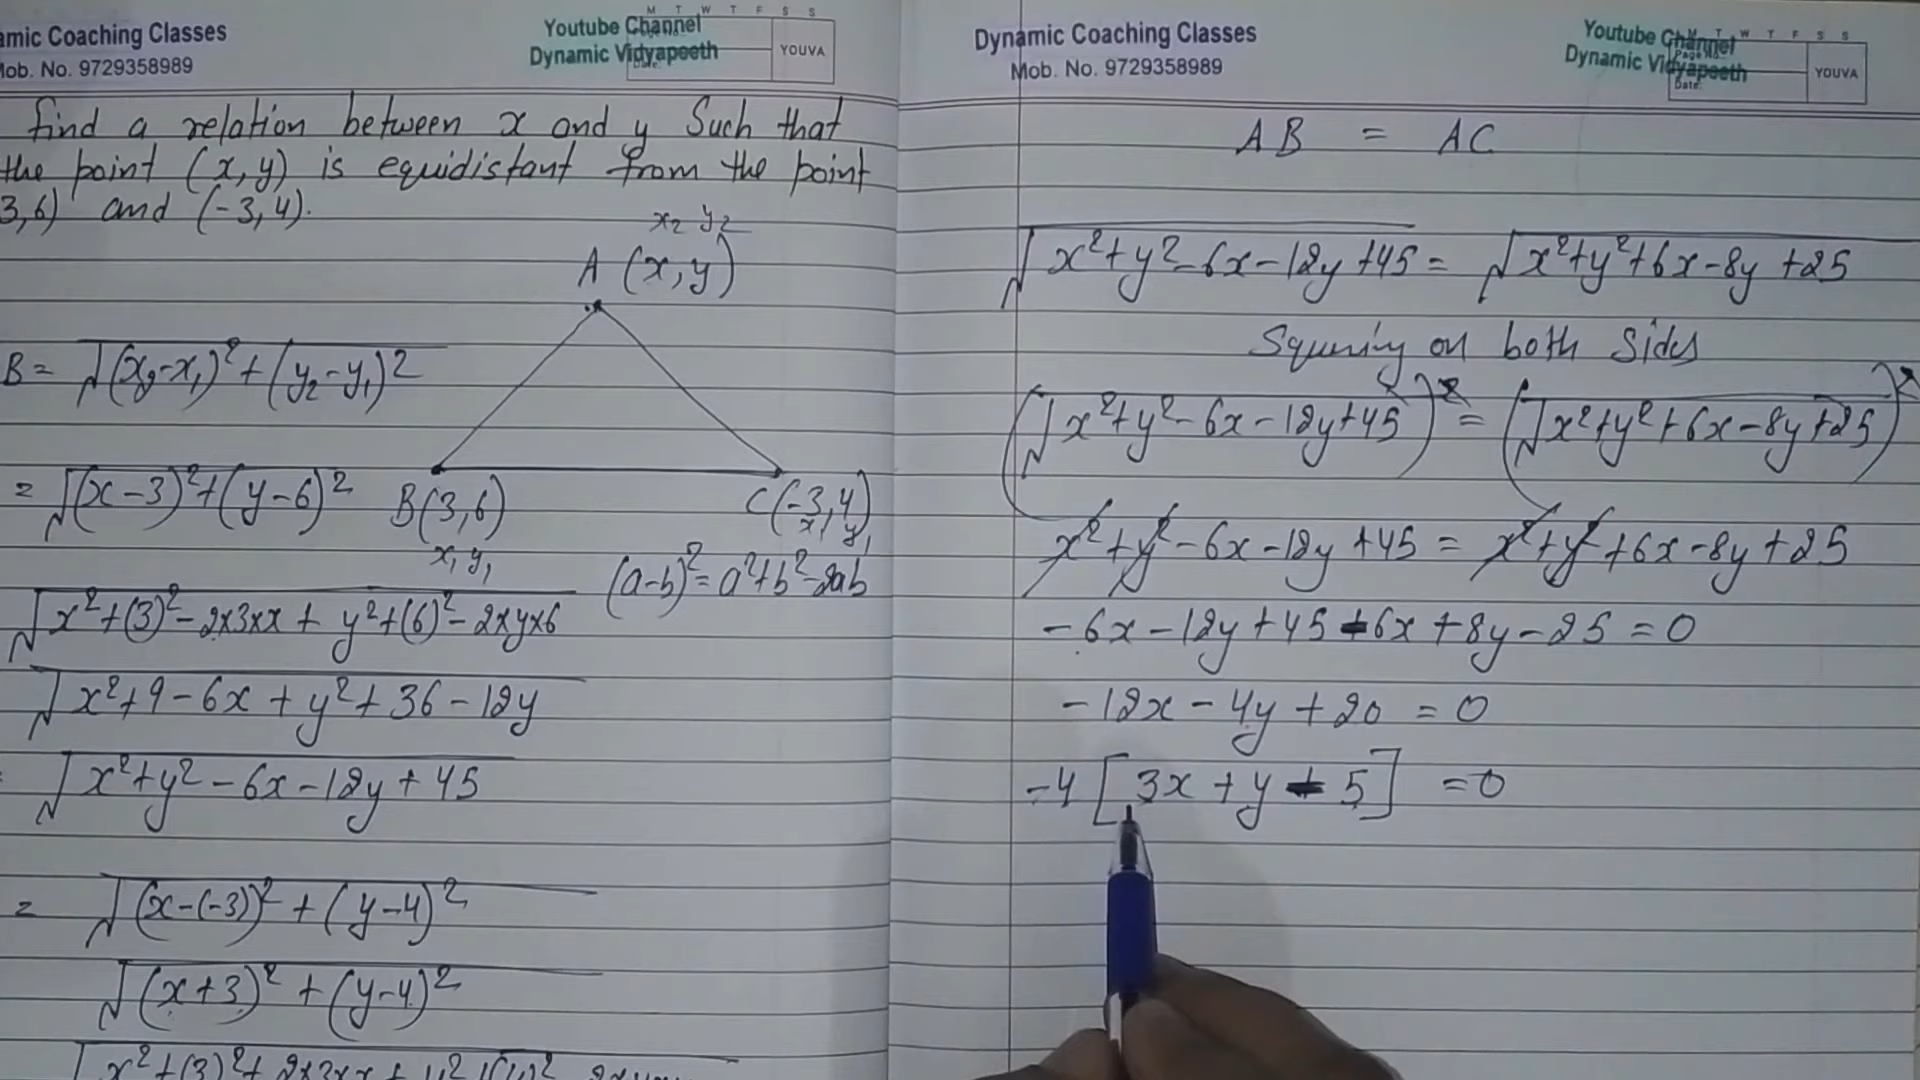 amic Coaching Classes
Mob. No. 9729358989
Youtube Channel
Dynamic Vidyapeeth
M T W T F S S
YOUVA
find a relation between x and y Such that
the point (x, y) is equidistant from the point
3,6) and (-3,4).
x₂ y₂
A (x, y)
B = √(x₂-x₁)²+(y₂-y₁)²
= √(x-3)²+(y-6)²
B(3,6)
x₁ y₁
C(-3,4)
x₁ y₁
(a-b)²=a²+b²-2ab
√x²+(3)²-2×3×x + y²+(6)²-2×y×6
√x²+9-6x + y²+36-12y
√x²+y²-6x-12y+45
= √(x-(-3))²+(y-4)²
√(x+3)²+(y-4)²
Dynamic Coaching Classes
Mob. No. 9729358989
Youtube Channel
Dynamic Vidyapeeth
T W T F S S
Page No.
Date:
YOUVA
AB = AC
√x²+y²-6x-12y+45 = √x²+y²+6x-8y+25
Squering on both Sides
(√x²+y²-6x-12y+45)² = (√x²+y²+6x-8y+25)²
x²+y²-6x-12y+45 = x²+y²+6x-8y+25
-6x-12y+45-6x+8y-25=0
-12x-4y+20=0
-4[3x+y-5]=0